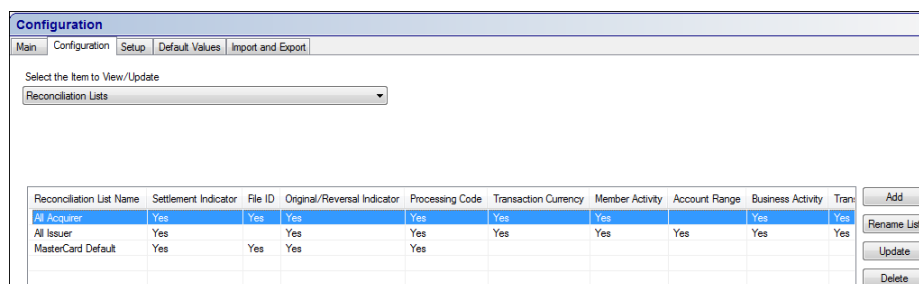 Configuration
Main Configuration Setup Default Values Import and Export
Select the Item to View/Update
Reconciliation Lists
Reconciliation List Name Settlement Indicator File ID Original/Reversal Indicator Processing Code Transaction Currency Member Activity Account Range Business Activity Trans Add
All Acquirer Yes Yes Yes Yes Yes Yes Yes Yes
Rename List
All Issuer Yes Yes Yes Yes Yes Yes Yes Yes
MasterCard Default Yes Yes Yes Yes
Update
Delete